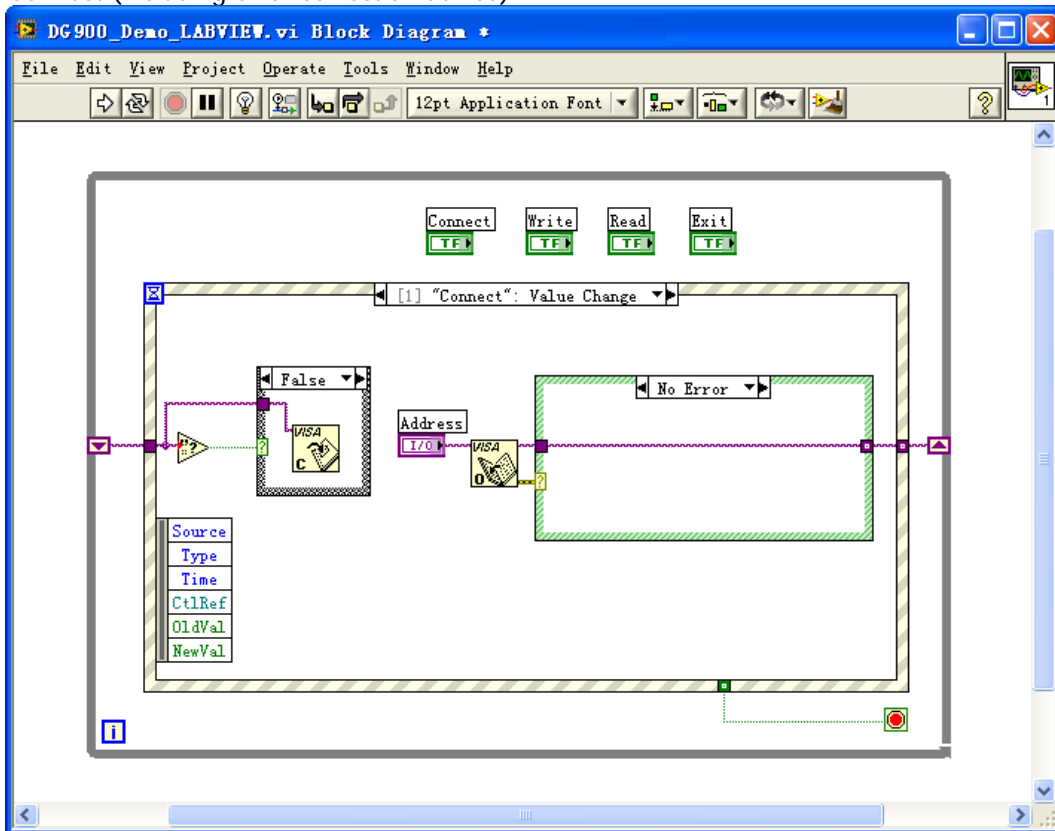 DG900_Demo_LABVIEW.vi Block Diagram *
File Edit View Project Operate Tools Window Help
12pt Application Font
?
1
Connect Write Read Exit
TF TF TF TF
[1] "Connect": Value Change
False
No Error
Address
I/O
VISA
C
VISA
O
?
?
?
Source
Type
Time
CtlRef
OldVal
NewVal
i